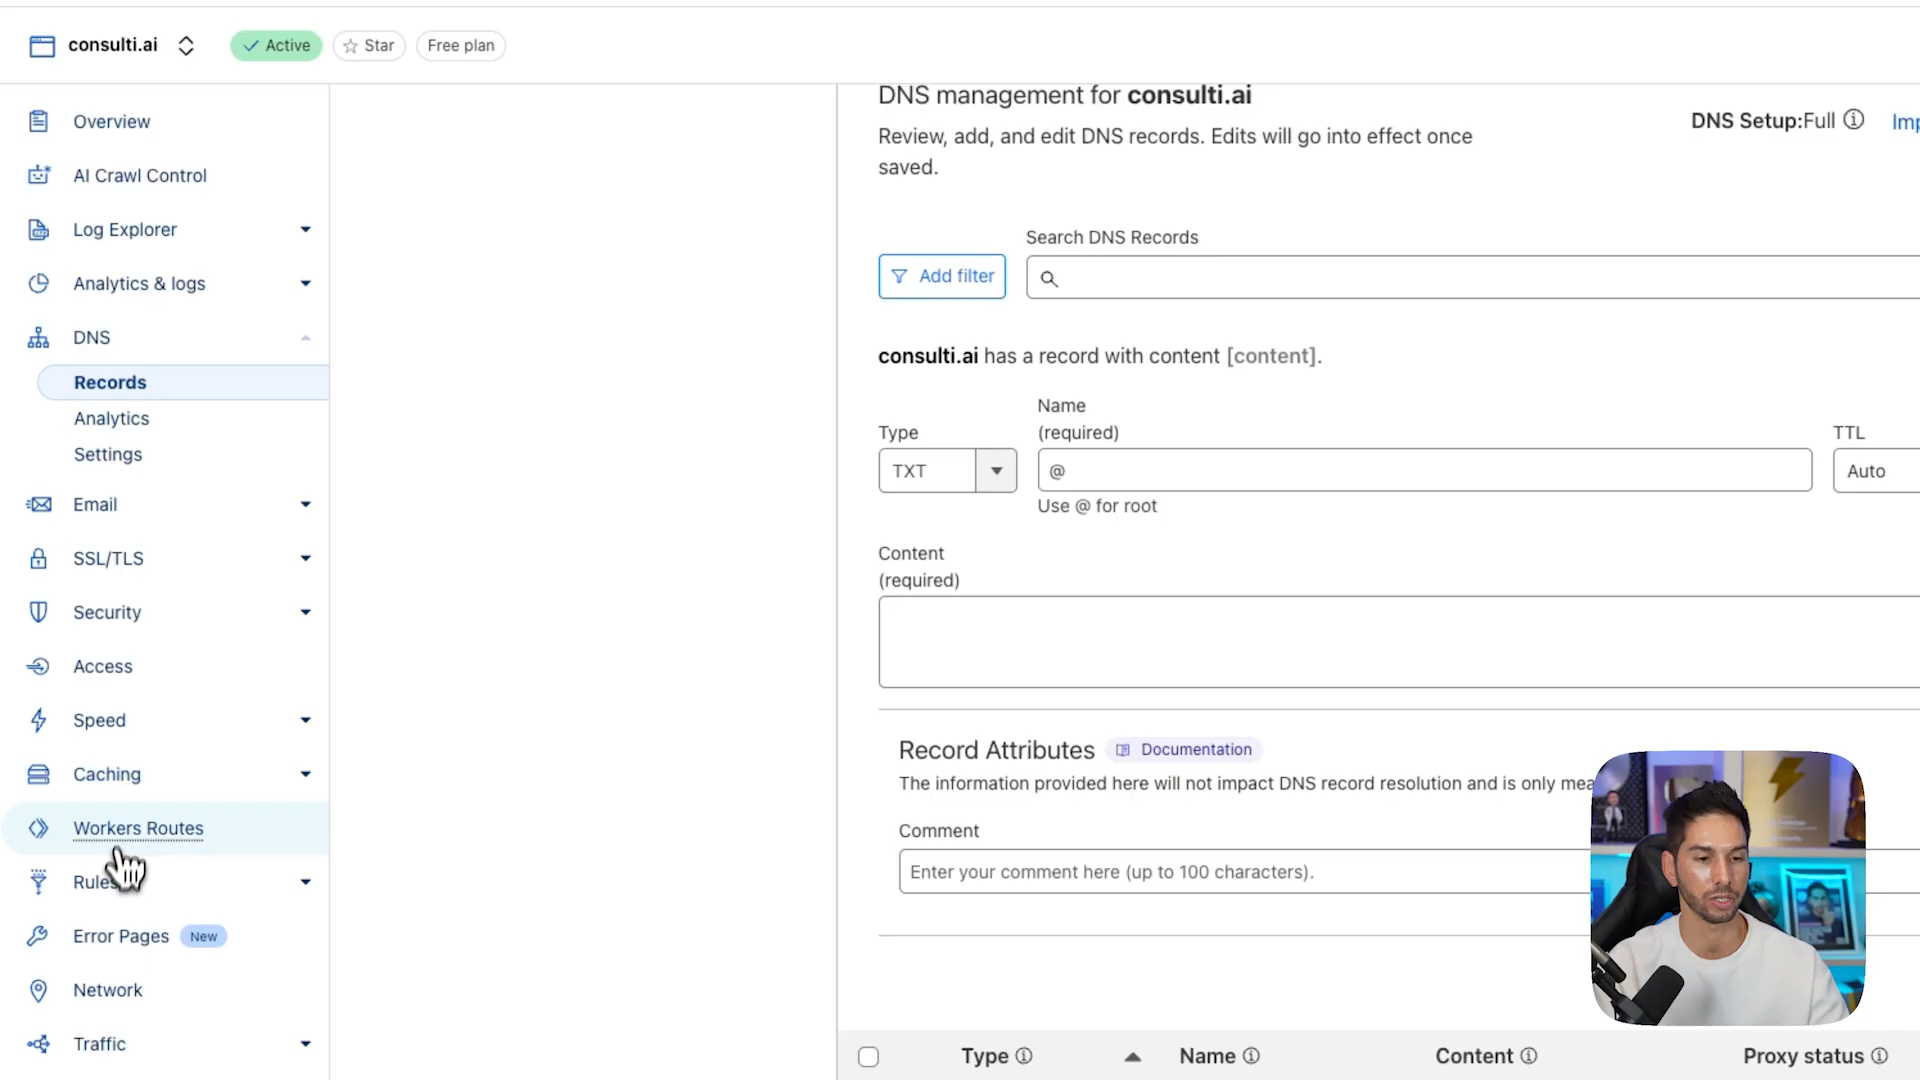 consulti.ai
Active
Star
Free plan
Overview
AI Crawl Control
Log Explorer
Analytics & logs
DNS
Records
Analytics
Settings
Email
SSL/TLS
Security
Access
Speed
Caching
Workers Routes
Rules
Error Pages New
Network
Traffic
DNS management for consulti.ai
Review, add, and edit DNS records. Edits will go into effect once
saved.
DNS Setup:Full
Imp
Search DNS Records
Add filter
consulti.ai has a record with content [content].
Type
Name
(required)
TTL
TXT
@
Auto
Use @ for root
Content
(required)
Record Attributes Documentation
The information provided here will not impact DNS record resolution and is only mea
Comment
Enter your comment here (up to 100 characters).
Type Name Content Proxy status